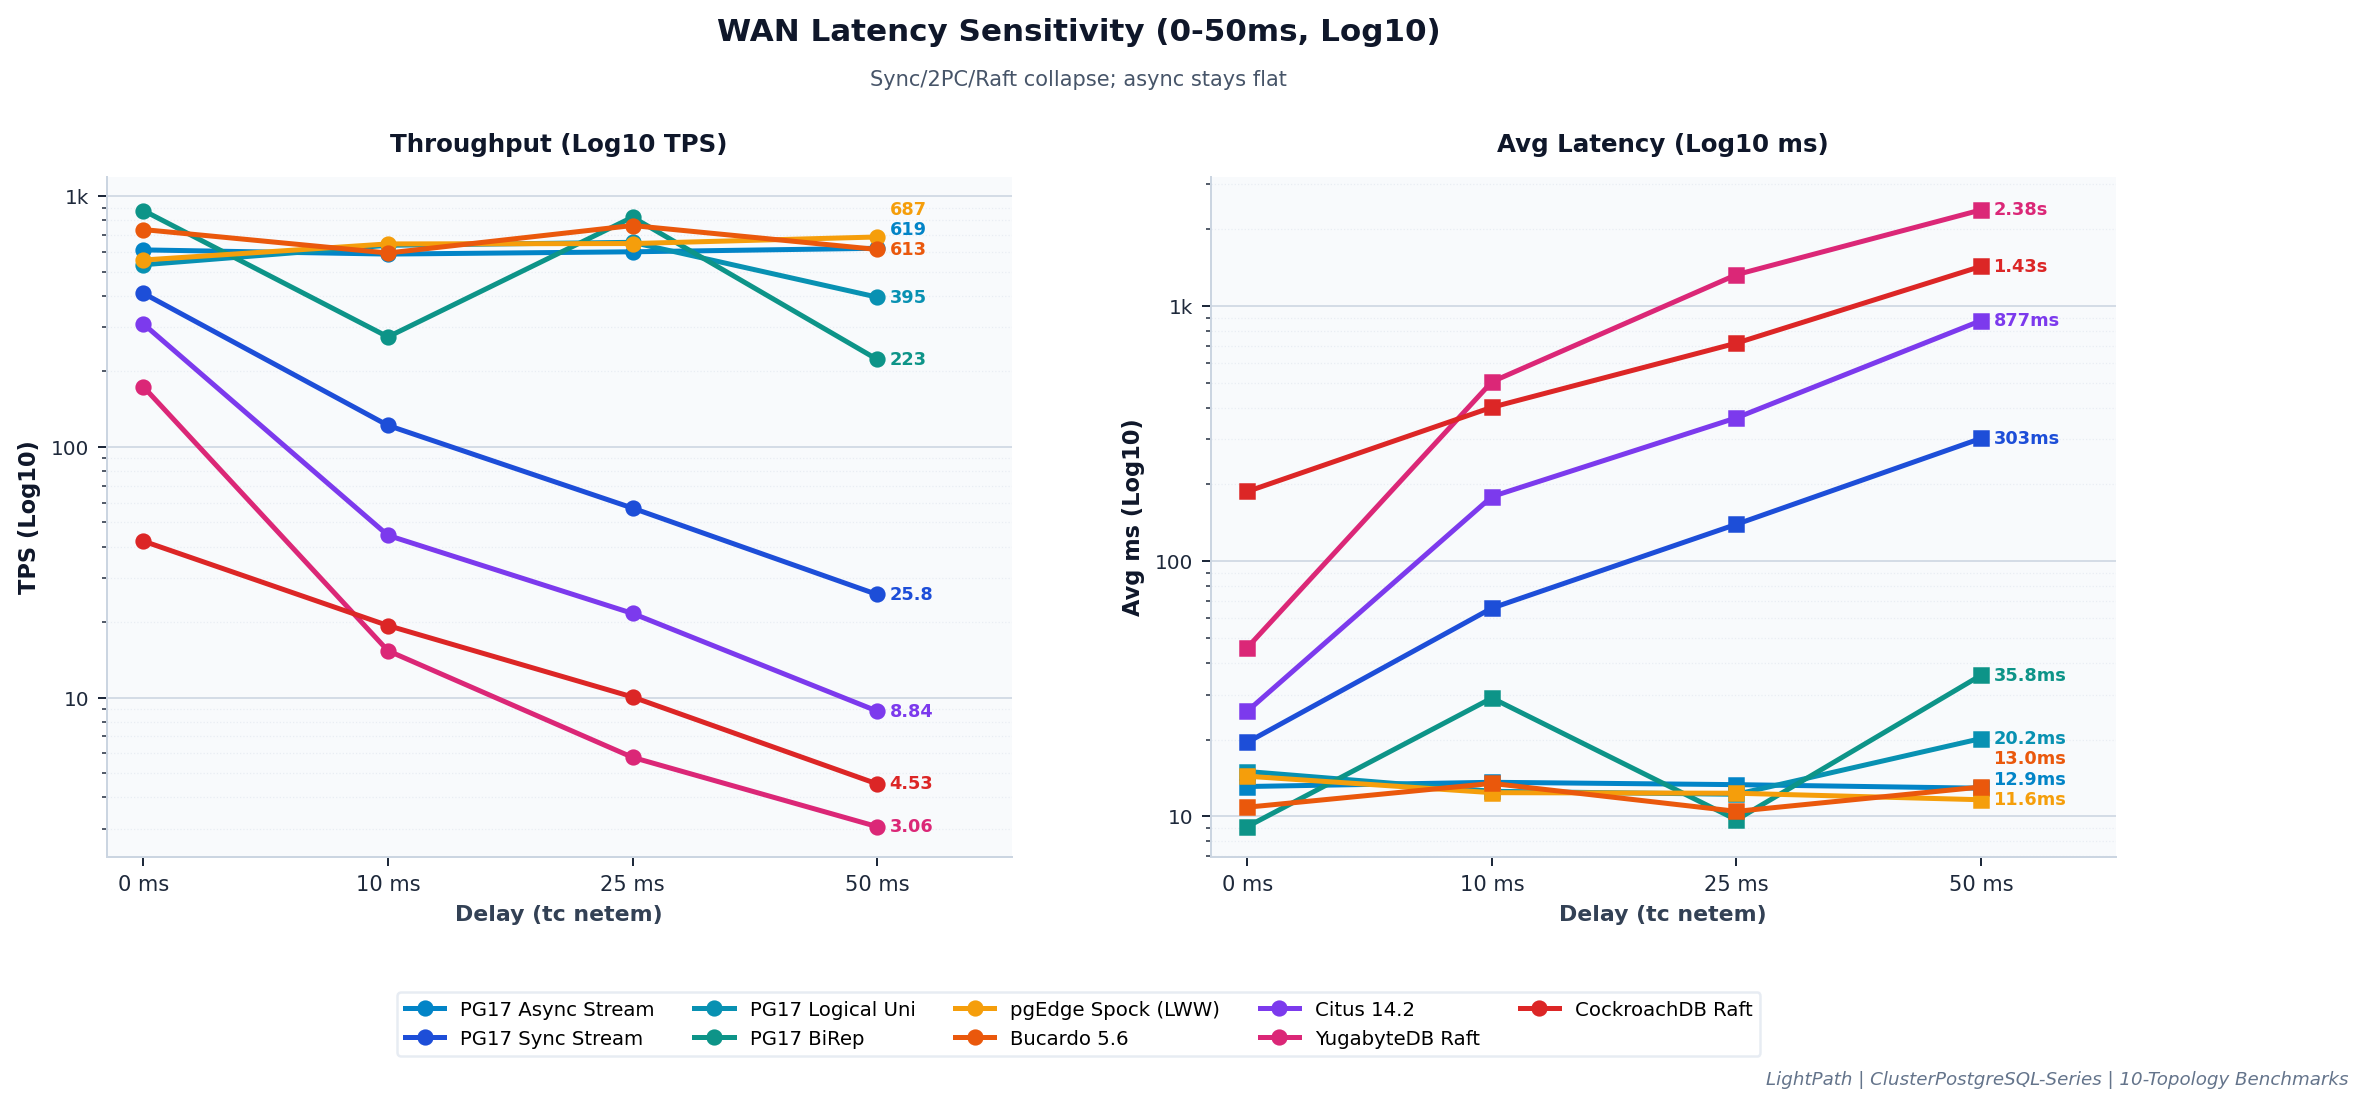 WAN Latency Sensitivity (0-50ms, Log10)
Sync/2PC/Raft collapse; async stays flat
Throughput (Log10 TPS)
TPS (Log10)
1k
100
10
687
619
613
395
223
25.8
8.84
4.53
3.06
0 ms
10 ms
25 ms
50 ms
Delay (tc netem)
Avg Latency (Log10 ms)
Avg ms (Log10)
1k
100
10
2.38s
1.43s
877ms
303ms
35.8ms
20.2ms
13.0ms
12.9ms
11.6ms
0 ms
10 ms
25 ms
50 ms
Delay (tc netem)
PG17 Async Stream
PG17 Sync Stream
PG17 Logical Uni
PG17 BiRep
pgEdge Spock (LWW)
Bucardo 5.6
Citus 14.2
YugabyteDB Raft
CockroachDB Raft
LightPath | ClusterPostgreSQL-Series | 10-Topology Benchmarks